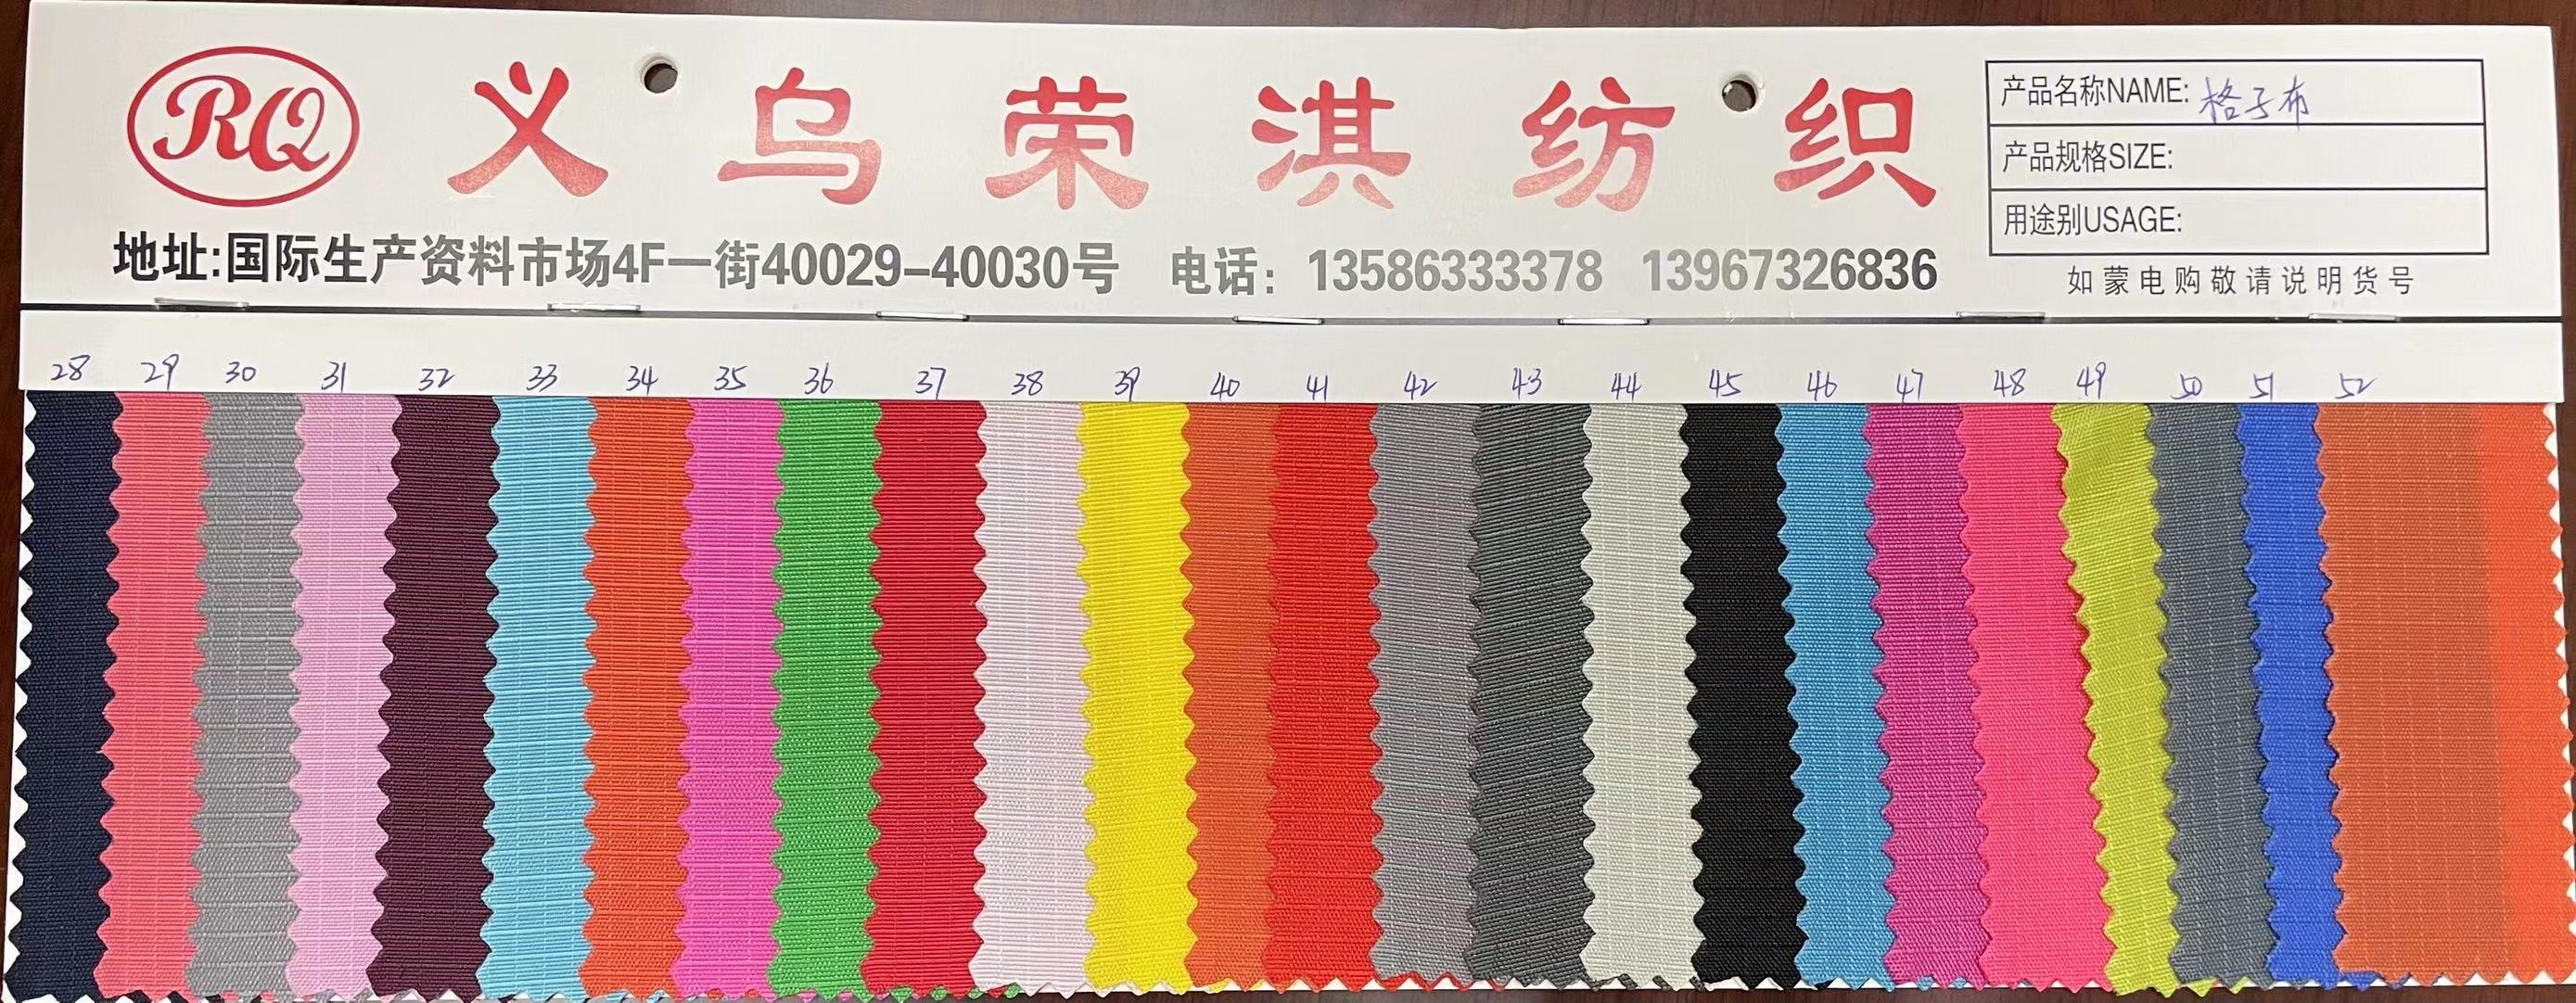 RQ 义乌荣淇纺织
地址:国际生产资料市场4F一街40029-40030号 电话: 13586333378 13967326836
产品名称NAME: 格子布
产品规格SIZE:
用途别USAGE:
如蒙电购敬请说明货号
28 29 30 31 32 33 34 35 36 37 38 39 40 41 42 43 44 45 46 47 48 49 50 51 52